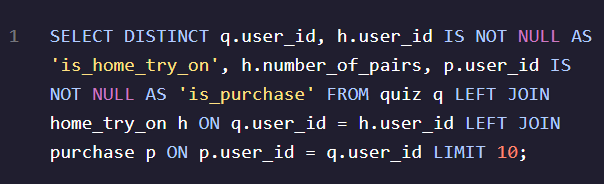 1 SELECT DISTINCT q.user_id, h.user_id IS NOT NULL AS
'is_home_try_on', h.number_of_pairs, p.user_id IS
NOT NULL AS 'is_purchase' FROM quiz q LEFT JOIN
home_try_on h ON q.user_id = h.user_id LEFT JOIN
purchase p ON p.user_id = q.user_id LIMIT 10;